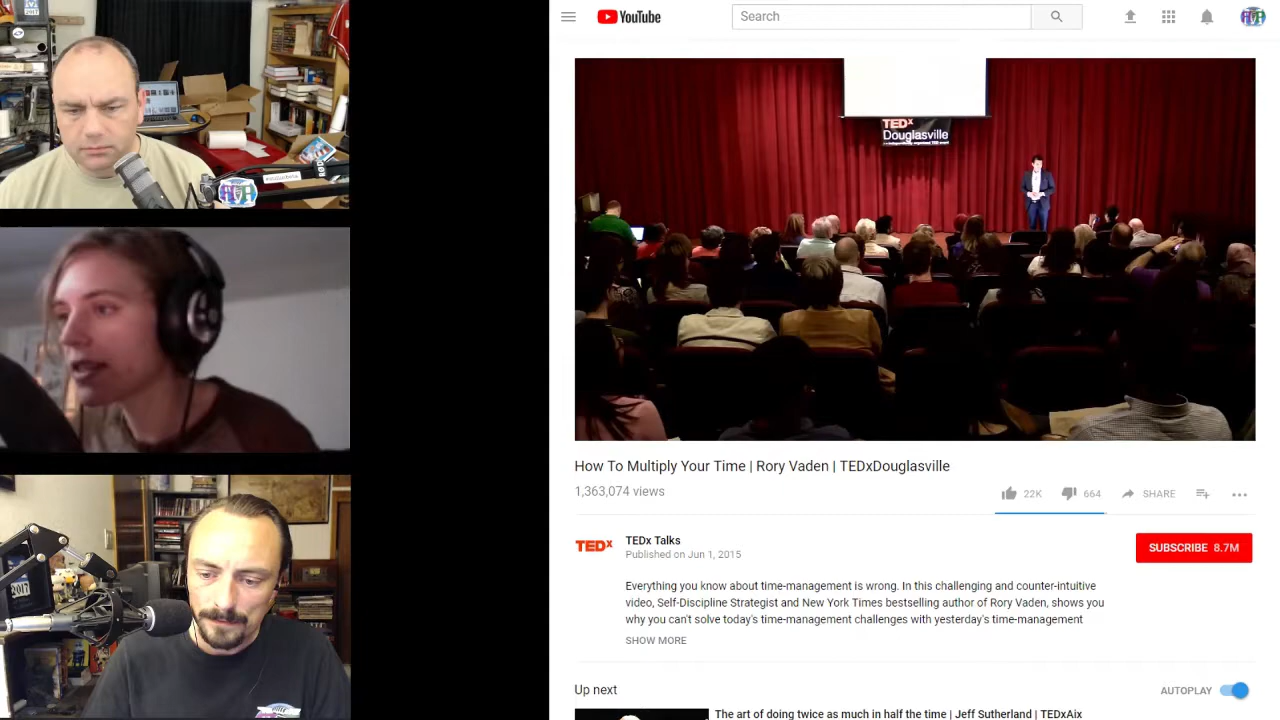 YouTube
Search
TEDx
Douglasville
How To Multiply Your Time | Rory Vaden | TEDxDouglasville
1,363,074 views
22K
664
SHARE
TEDx
TEDx Talks
Published on Jun 1, 2015
SUBSCRIBE 8.7M
Everything you know about time-management is wrong. In this challenging and counter-intuitive
video, Self-Discipline Strategist and New York Times bestselling author of Rory Vaden, shows you
why you can't solve today's time-management challenges with yesterday's time-management
SHOW MORE
Up next
AUTOPLAY
The art of doing twice as much in half the time | Jeff Sutherland | TEDxAix
2017
2017